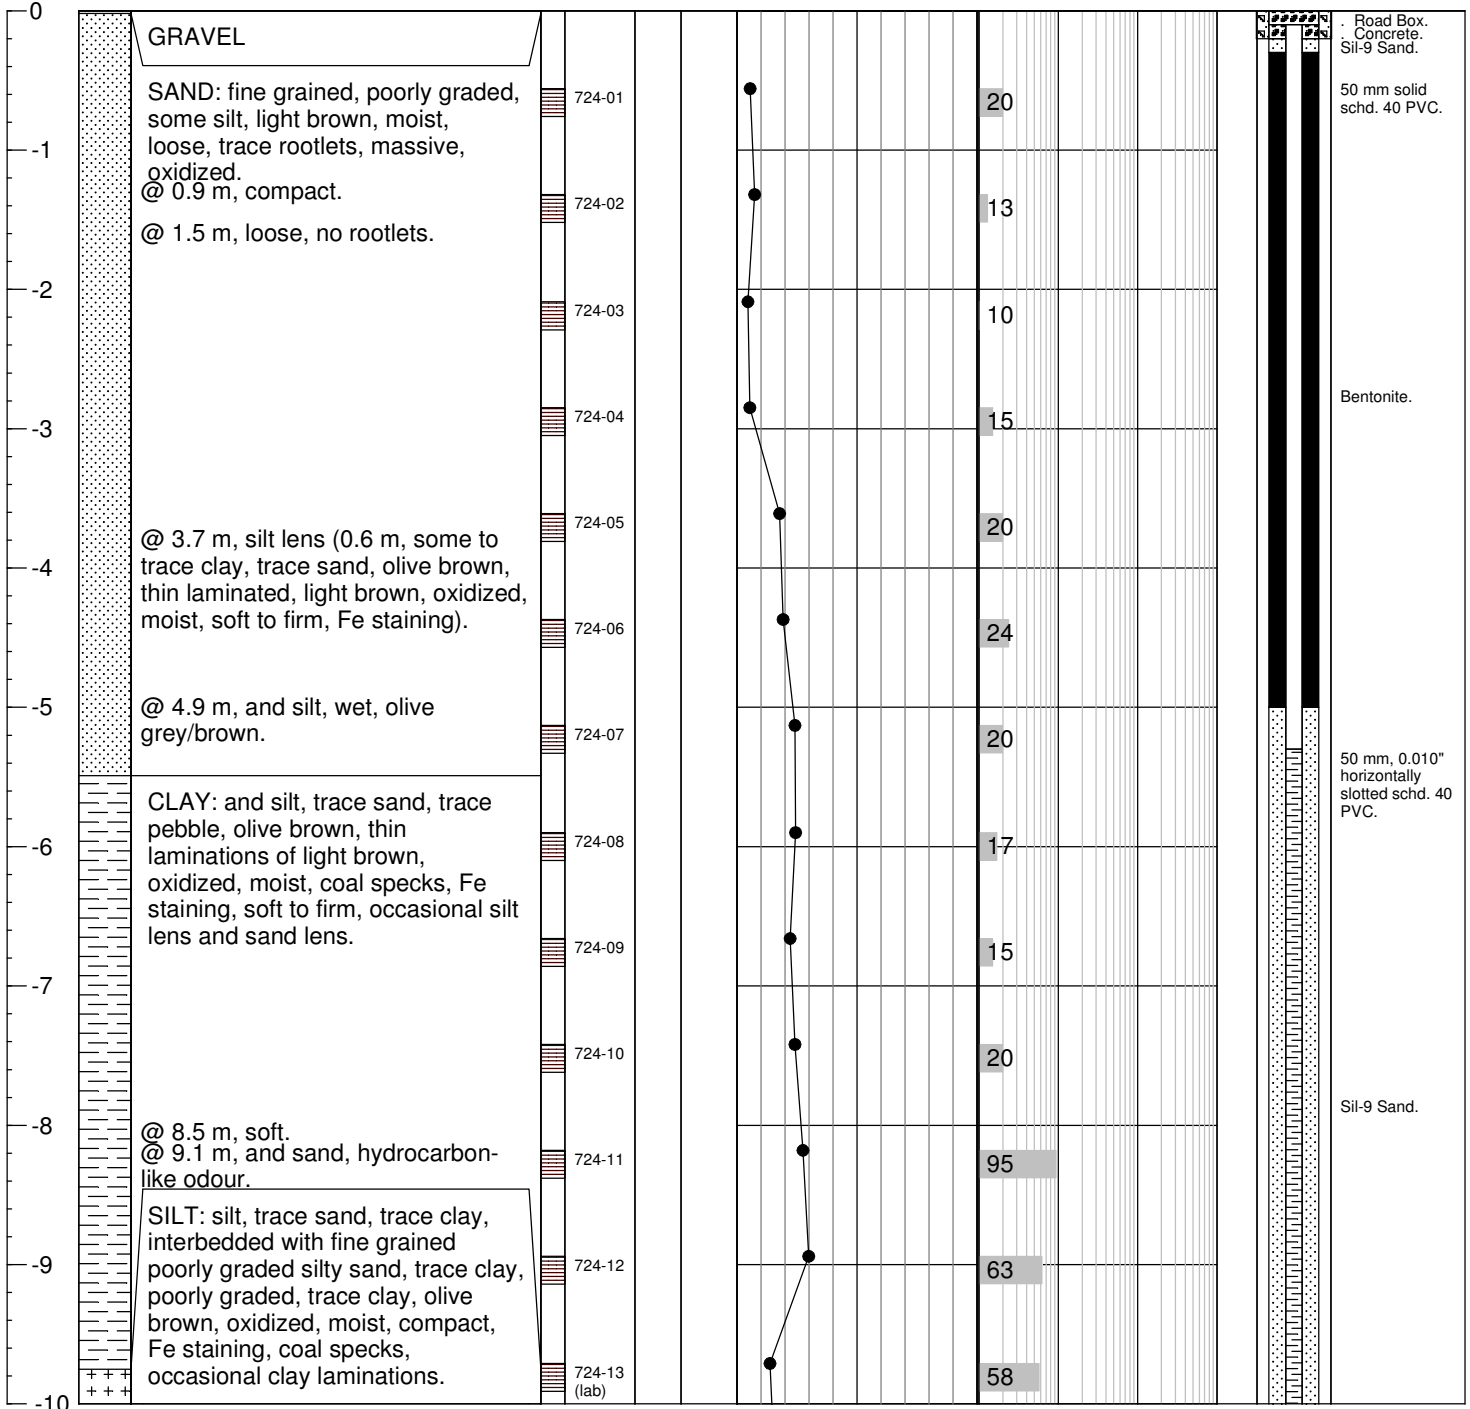 0
GRAVEL
SAND: fine grained, poorly graded,
some silt, light brown, moist,
loose, trace rootlets, massive,
oxidized.
@ 0.9 m, compact.
@ 1.5 m, loose, no rootlets.
@ 3.7 m, silt lens (0.6 m, some to
trace clay, trace sand, olive brown,
thin laminated, light brown, oxidized,
moist, soft to firm, Fe staining).
@ 4.9 m, and silt, wet, olive
grey/brown.
CLAY: and silt, trace sand, trace
pebble, olive brown, thin
laminations of light brown,
oxidized, moist, coal specks, Fe
staining, soft to firm, occasional silt
lens and sand lens.
@ 8.5 m, soft.
@ 9.1 m, and sand, hydrocarbon-
like odour.
SILT: silt, trace sand, trace clay,
interbedded with fine grained
poorly graded silty sand, trace clay,
poorly graded, trace clay, olive
brown, oxidized, moist, compact,
Fe staining, coal specks,
occasional clay laminations.
-1
-2
-3
-4
-5
-6
-7
-8
-9
-10
724-01
724-02
724-03
724-04
724-05
724-06
724-07
724-08
724-09
724-10
724-11
724-12
724-13
(lab)
20
13
10
15
20
24
20
17
15
20
95
63
58
. Road Box.
. Concrete.
Sil-9 Sand.
50 mm solid
schd. 40 PVC.
Bentonite.
50 mm, 0.010"
horizontally
slotted schd. 40
PVC.
Sil-9 Sand.